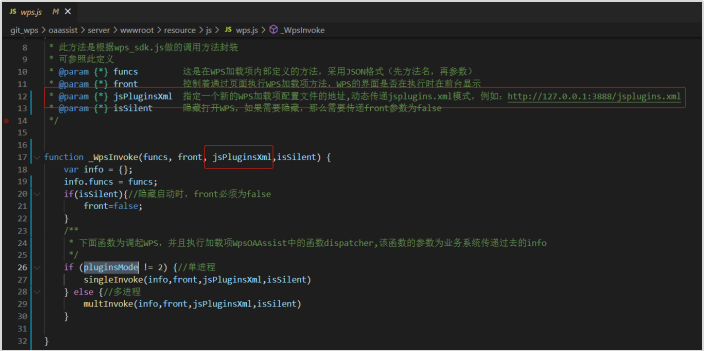 wps.js M ×
git_wps > oaassist > server > wwwroot > resource > js > wps.js > _WpsInvoke
8 * 此方法是根据wps_sdk.js做的调用方法封装
9 * 可参照此定义
10 * @param {*} funcs 这是在WPS加载项内部定义的方法，采用JSON格式（先方法名，再参数）
11 * @param {*} front 控制着通过页面执行WPS加载项方法，WPS的界面是否在执行时在前台显示
12 * @param {*} jsPluginsXml 指定一个新的WPS加载项配置文件的地址,动态传递jsplugins.xml模式，例如：http://127.0.0.1:3888/jsplugins.xml
13 * @param {*} isSilent 隐藏打开WPS，如果需要隐藏，那么需要传递front参数为false
14 */
15
16
17 function _WpsInvoke(funcs, front, jsPluginsXml,isSilent) {
18 var info = {};
19 info.funcs = funcs;
20 if(isSilent){//隐藏启动时，front必须为false
21 front=false;
22 }
23 /**
24 * 下面函数为调起WPS，并且执行加载项WpsOAAssist中的函数dispatcher,该函数的参数为业务系统传递过去的info
25 */
26 if (pluginsMode != 2) {//单进程
27 singleInvoke(info,front,jsPluginsXml,isSilent)
28 } else {//多进程
29 multInvoke(info,front,jsPluginsXml,isSilent)
30 }
31
32 }